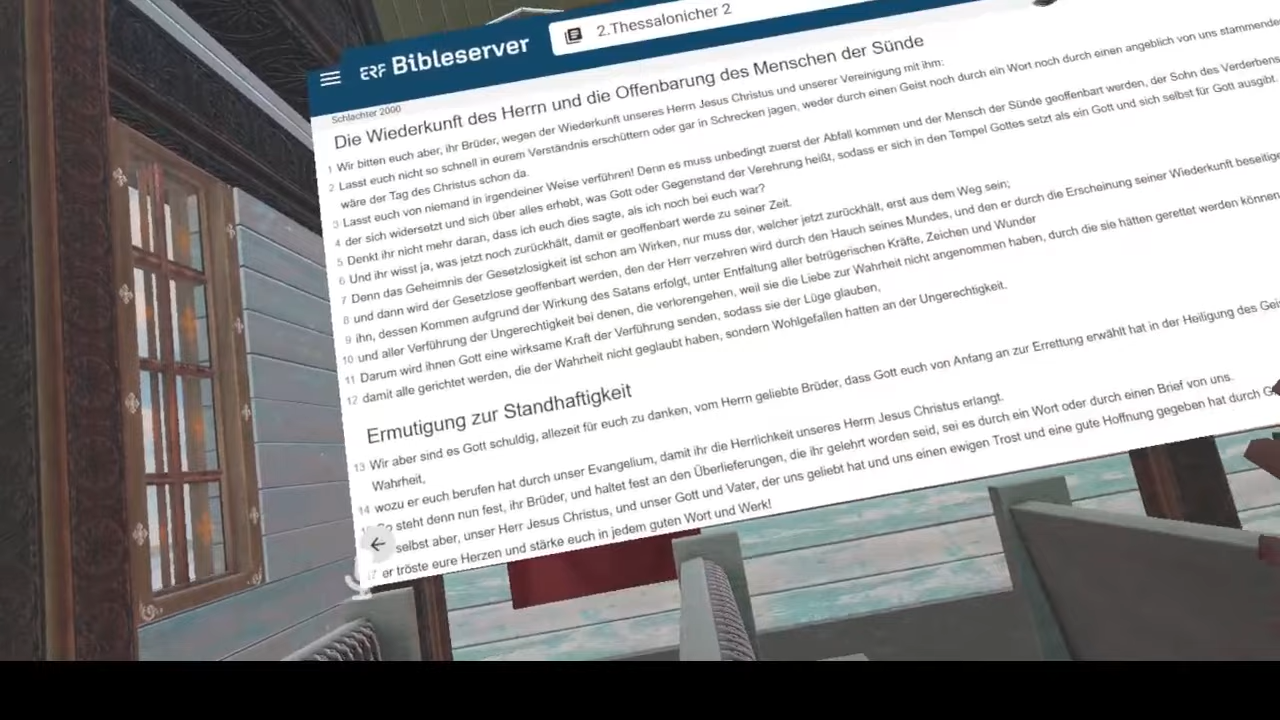 ERF Bibleserver
2.Thessalonicher 2
Schlachter 2000
Die Wiederkunft des Herrn und die Offenbarung des Menschen der Sünde
1 Wir bitten euch aber, ihr Brüder, wegen der Wiederkunft unseres Herrn Jesus Christus und unserer Vereinigung mit ihm:
2 Lasst euch nicht so schnell in eurem Verständnis erschüttern oder gar in Schrecken jagen, weder durch einen Geist noch durch ein Wort noch durch einen angeblich von uns stammenden
wäre der Tag des Christus schon da.
3 Lasst euch von niemand in irgendeiner Weise verführen! Denn es muss unbedingt zuerst der Abfall kommen und der Mensch der Sünde geoffenbart werden, der Sohn des Verderbens
4 der sich widersetzt und sich über alles erhebt, was Gott oder Gegenstand der Verehrung heißt, sodass er sich in den Tempel Gottes setzt als ein Gott und sich selbst für Gott ausgibt.
5 Denkt ihr nicht mehr daran, dass ich euch dies sagte, als ich noch bei euch war?
6 Und ihr wisst ja, was jetzt noch zurückhält, damit er geoffenbart werde zu seiner Zeit.
7 Denn das Geheimnis der Gesetzlosigkeit ist schon am Wirken, nur muss der, welcher jetzt zurückhält, erst aus dem Weg sein;
8 und dann wird der Gesetzlose geoffenbart werden, den der Herr verzehren wird durch den Hauch seines Mundes, und den er durch die Erscheinung seiner Wiederkunft beseitige
9 ihn, dessen Kommen aufgrund der Wirkung des Satans erfolgt, unter Entfaltung aller betrügerischen Kräfte, Zeichen und Wunder
10 und aller Verführung der Ungerechtigkeit bei denen, die verlorengehen, weil sie die Liebe zur Wahrheit nicht angenommen haben, durch die sie hätten gerettet werden können
11 Darum wird ihnen Gott eine wirksame Kraft der Verführung senden, sodass sie der Lüge glauben,
12 damit alle gerichtet werden, die der Wahrheit nicht geglaubt haben, sondern Wohlgefallen hatten an der Ungerechtigkeit.
Ermutigung zur Standhaftigkeit
13 Wir aber sind es Gott schuldig, allezeit für euch zu danken, vom Herrn geliebte Brüder, dass Gott euch von Anfang an zur Errettung erwählt hat in der Heiligung des Gei
Wahrheit,
14 wozu er euch berufen hat durch unser Evangelium, damit ihr die Herrlichkeit unseres Herrn Jesus Christus erlangt.
steht denn nun fest, ihr Brüder, und haltet fest an den Überlieferungen, die ihr gelehrt worden seid, sei es durch ein Wort oder durch einen Brief von uns.
selbst aber, unser Herr Jesus Christus, und unser Gott und Vater, der uns geliebt hat und uns einen ewigen Trost und eine gute Hoffnung gegeben hat durch G
17 er tröste eure Herzen und stärke euch in jedem guten Wort und Werk!